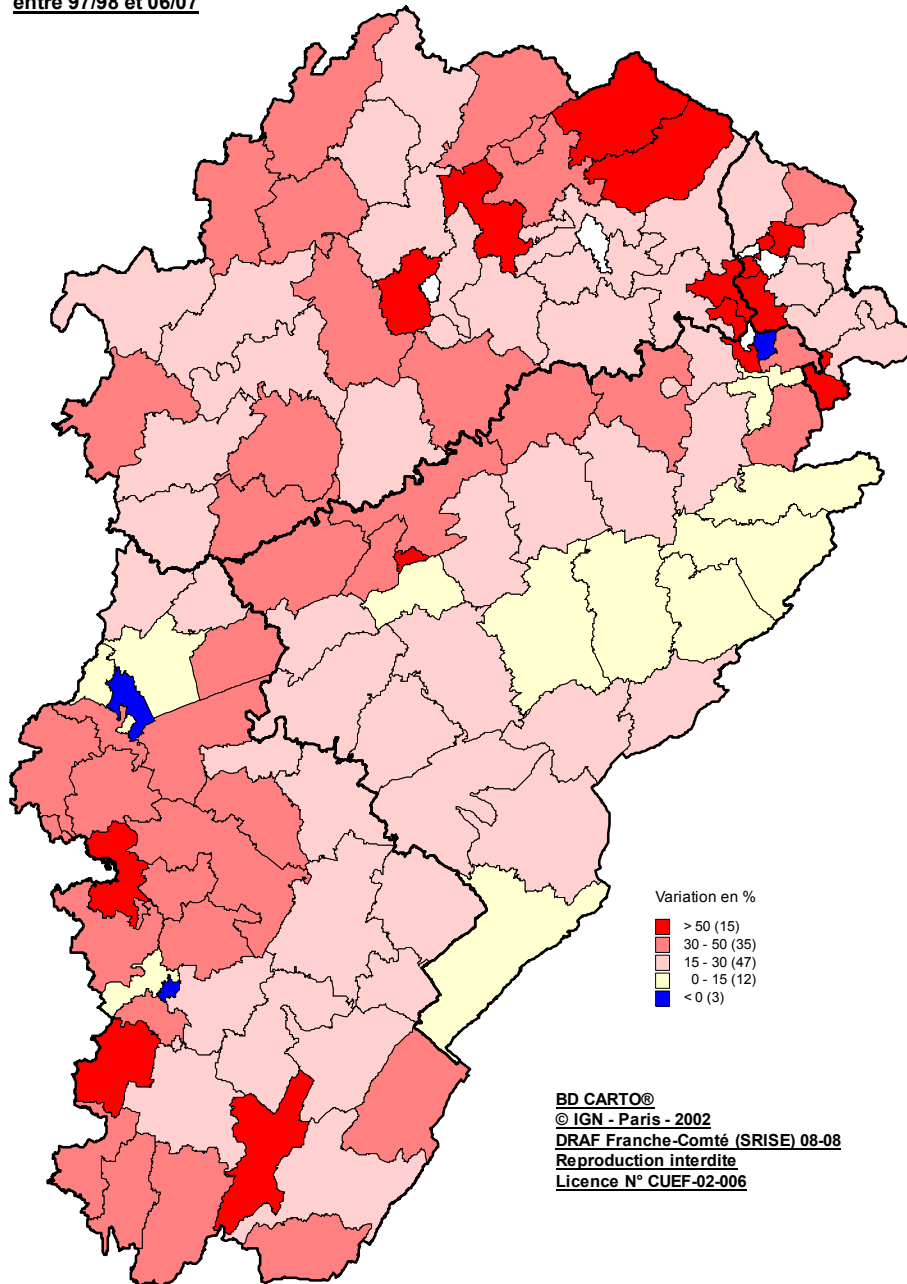 entre 97/98 et 06/07
Variation en %
> 50 (15)
30 - 50 (35)
15 - 30 (47)
0 - 15 (12)
< 0 (3)
BD CARTO®
© IGN - Paris - 2002
DRAF Franche-Comté (SRISE) 08-08
Reproduction interdite
Licence N° CUEF-02-006